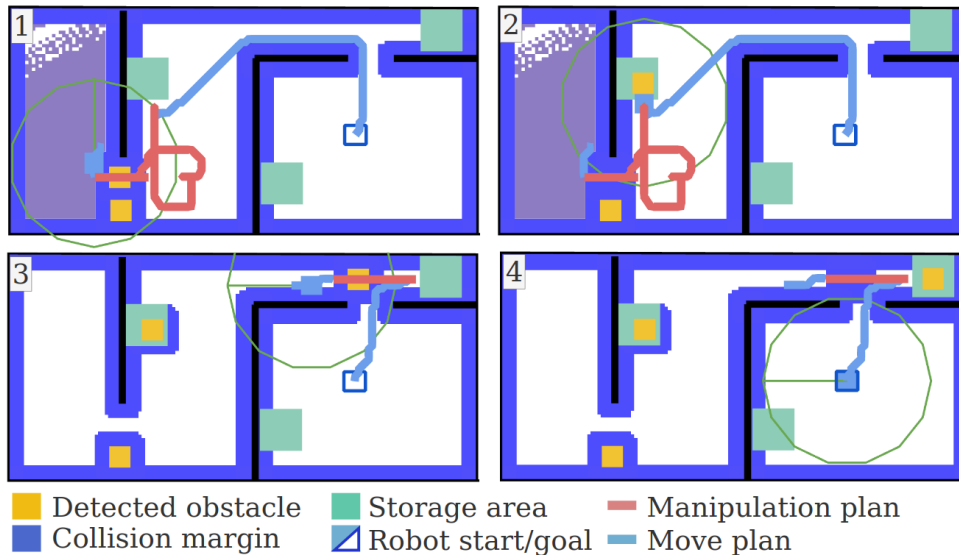 1
2
3
4
Detected obstacle
Storage area
Manipulation plan
Collision margin
Robot start/goal
Move plan